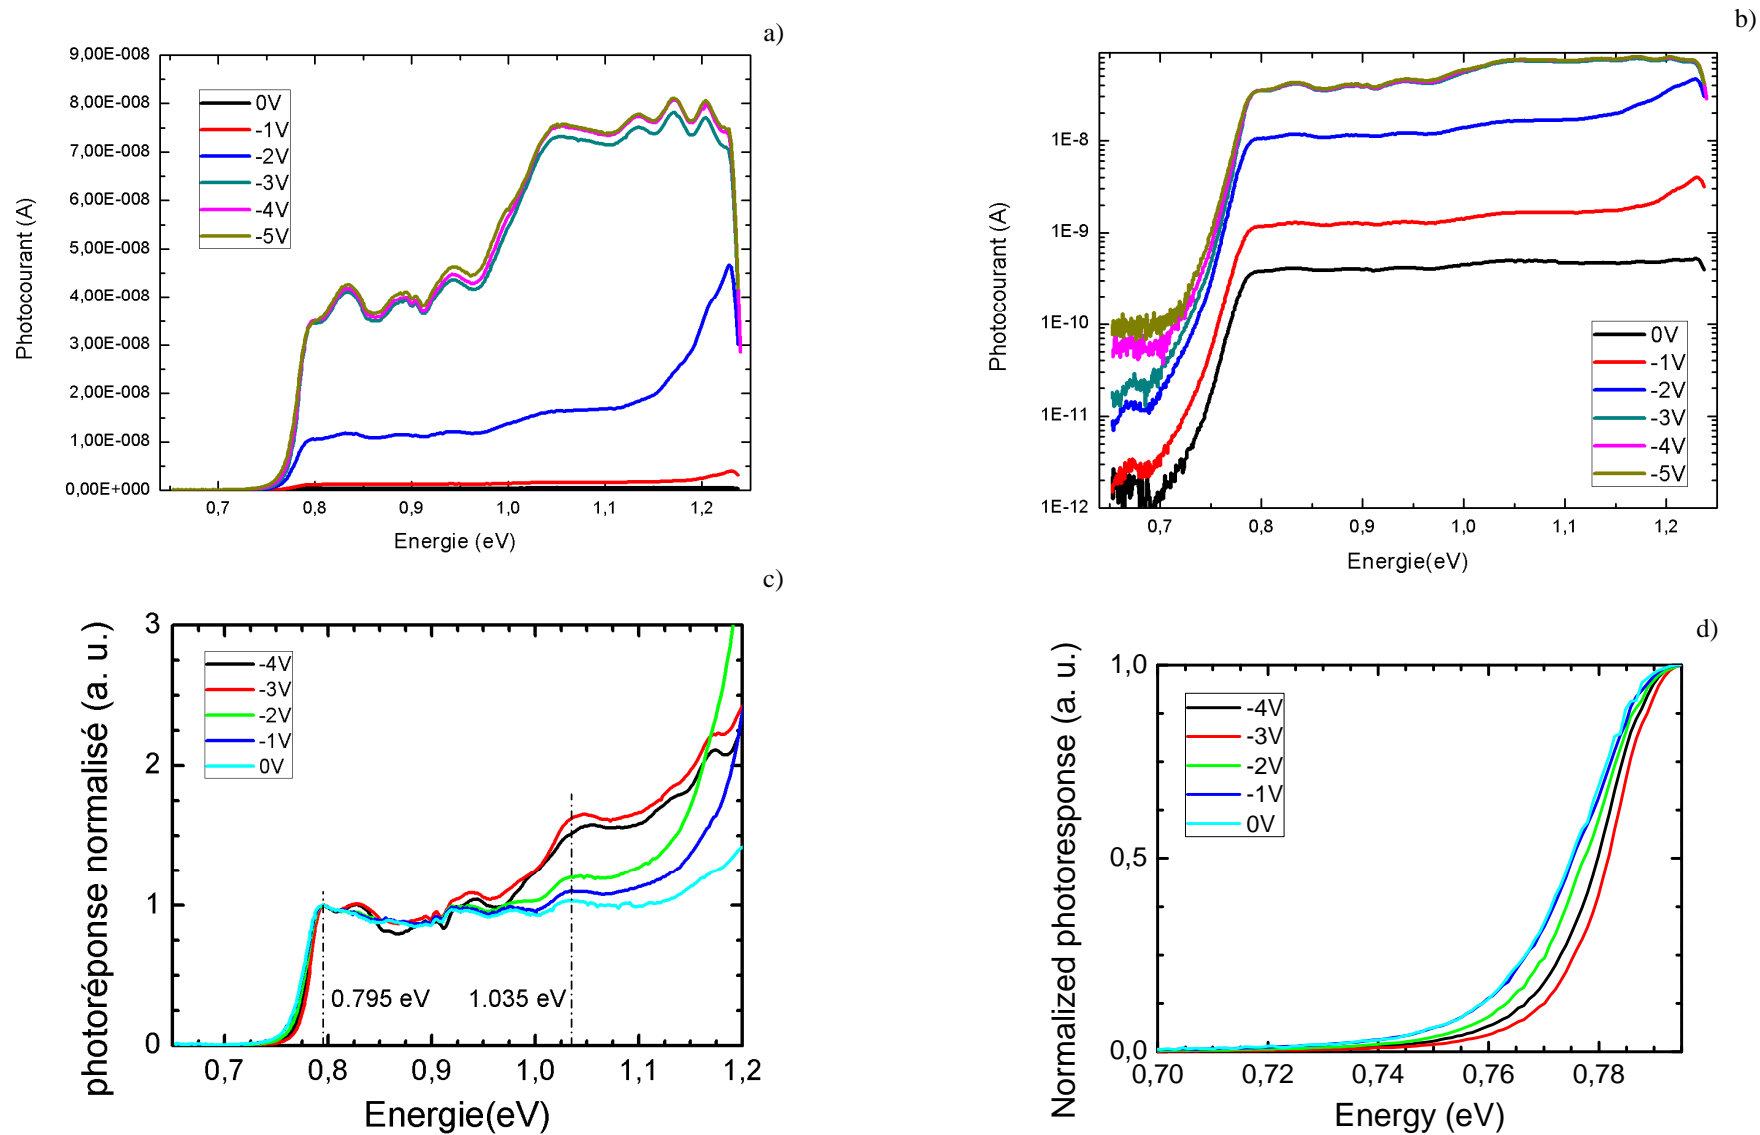 a)
9,00E-008
8,00E-008
7,00E-008
6,00E-008
5,00E-008
4,00E-008
3,00E-008
2,00E-008
1,00E-008
0,00E+000
Photocourant (A)
0V
-1V
-2V
-3V
-4V
-5V
0,7 0,8 0,9 1,0 1,1 1,2
Energie (eV)
b)
1E-8
1E-9
1E-10
1E-11
1E-12
Photocourant (A)
0V
-1V
-2V
-3V
-4V
-5V
0,7 0,8 0,9 1,0 1,1 1,2
Energie(eV)
c)
3
2
1
0
photoréponse normalisé (a. u.)
-4V
-3V
-2V
-1V
0V
0.795 eV
1.035 eV
0,7 0,8 0,9 1,0 1,1 1,2
Energie(eV)
d)
1,0
0,5
0,0
Normalized photoresponse (a. u.)
-4V
-3V
-2V
-1V
0V
0,70 0,72 0,74 0,76 0,78
Energy (eV)